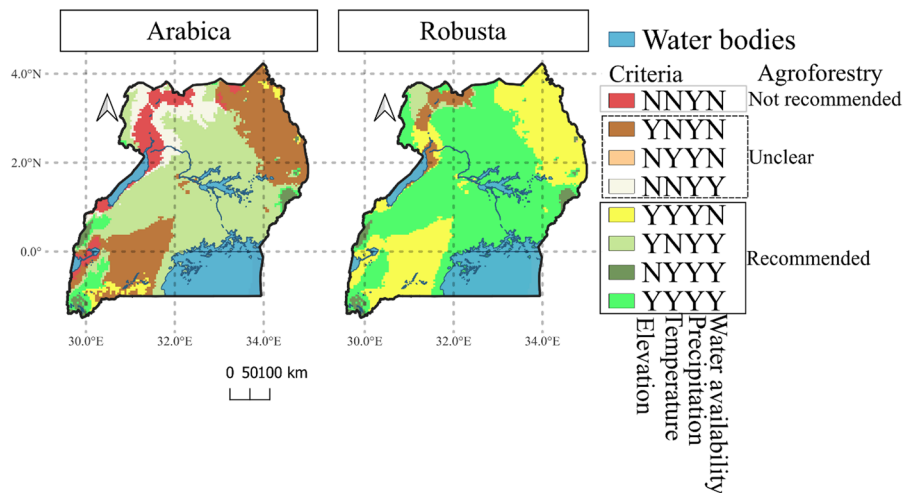 Arabica
Robusta
Water bodies
Criteria
Agroforestry
NNYN
Not recommended
YNYN
NYYN
Unclear
NNYY
YYYN
YNYY
Recommended
NYYY
YYYY
Elevation
Temperature
Precipitation
Water availability
4.0°N
2.0°N
0.0°
30.0°E
32.0°E
34.0°E
30.0°E
32.0°E
34.0°E
0 50100 km